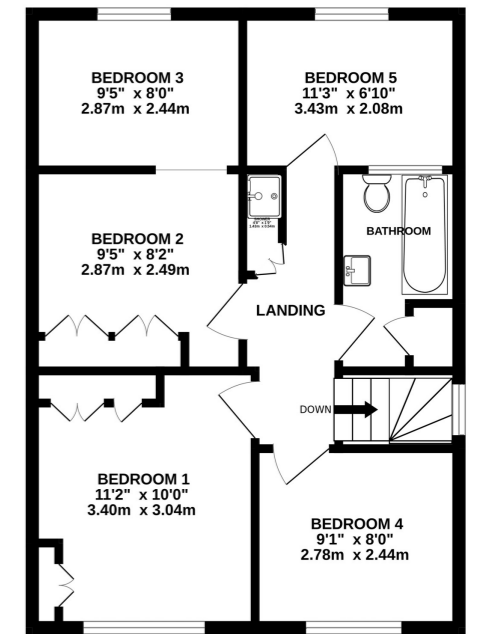 BEDROOM 3
9'5" x 8'0"
2.87m x 2.44m
BEDROOM 5
11'3" x 6'10"
3.43m x 2.08m
BEDROOM 2
9'5" x 8'2"
2.87m x 2.49m
BATHROOM
LANDING
DOWN
BEDROOM 1
11'2" x 10'0"
3.40m x 3.04m
BEDROOM 4
9'1" x 8'0"
2.78m x 2.44m